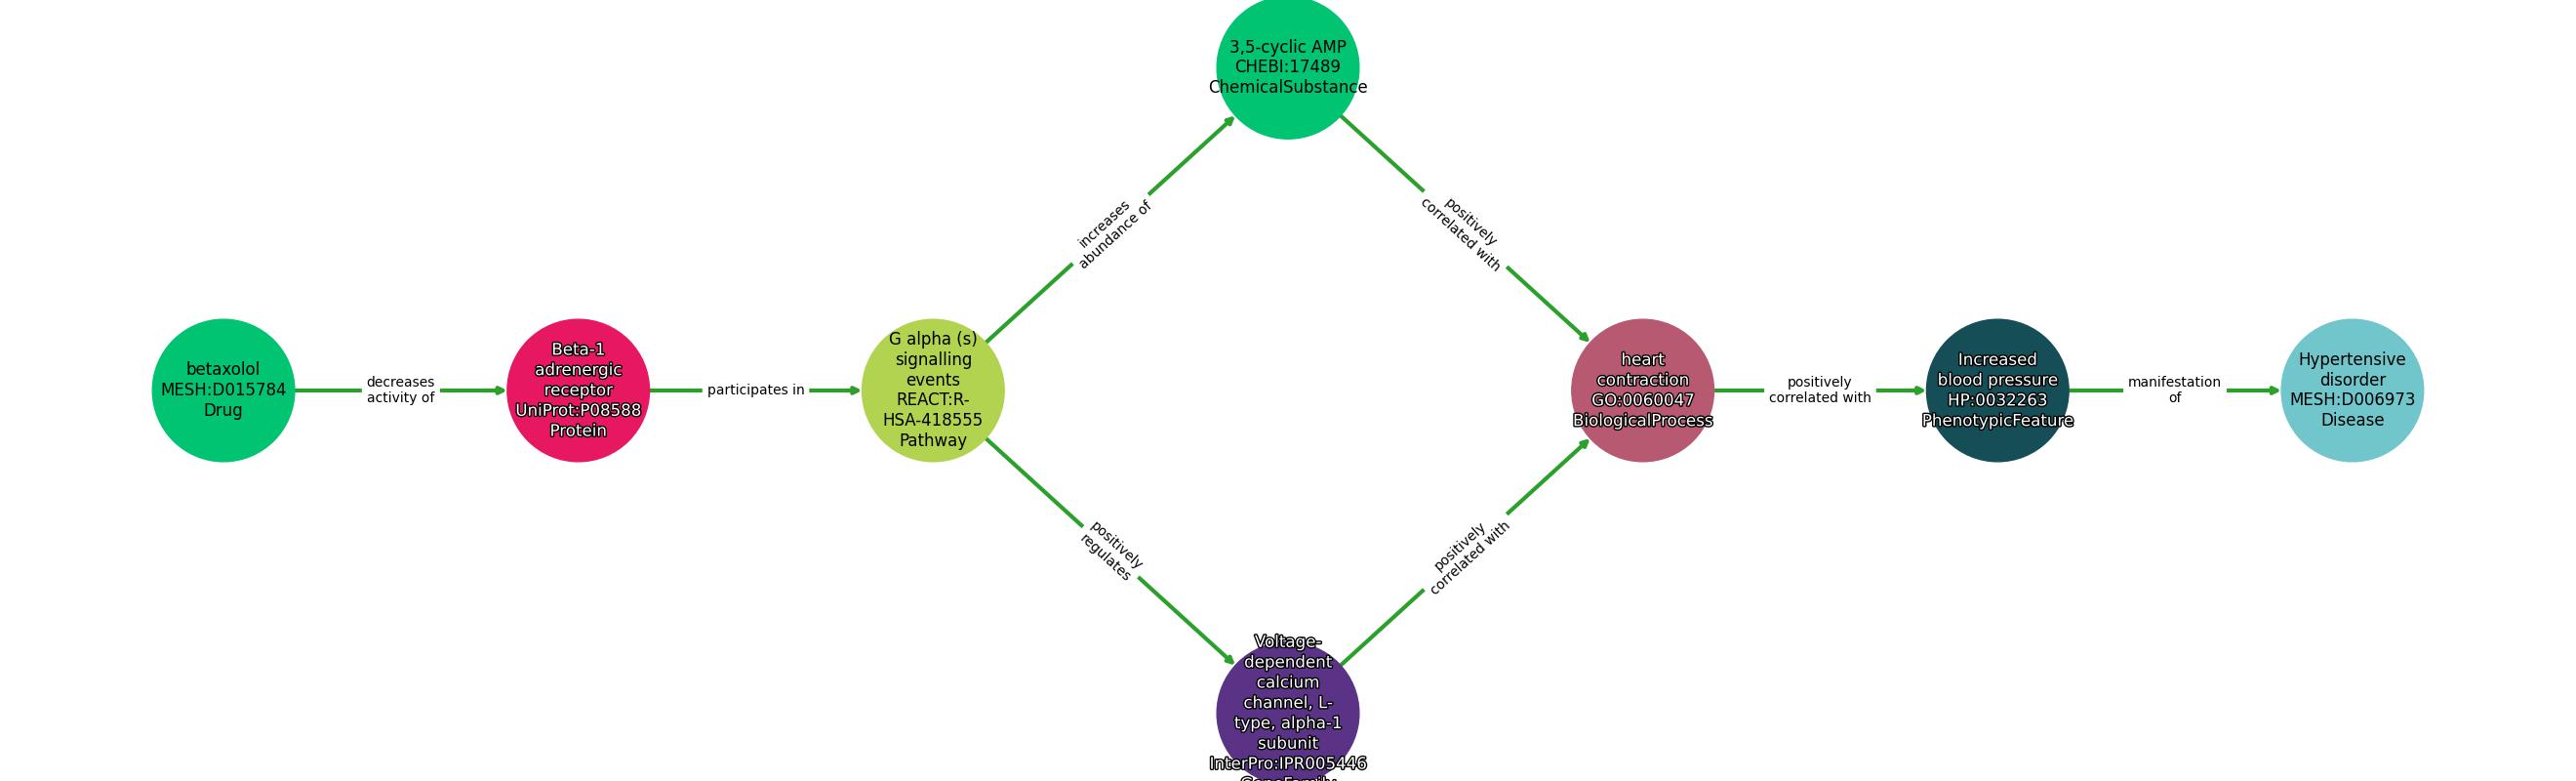 3,5-cyclic AMP
CHEBI:17489
ChemicalSubstance
increases
abundance of
positively
correlated with
betaxolol
MESH:D015784
Drug
decreases
activity of
Beta-1
adrenergic
receptor
UniProt:P08588
Protein
participates in
G alpha (s)
signalling
events
REACT:R-
HSA-418555
Pathway
heart
contraction
GO:0060047
BiologicalProcess
positively
correlated with
Increased
blood pressure
HP:0032263
PhenotypicFeature
manifestation
of
Hypertensive
disorder
MESH:D006973
Disease
positively
regulates
positively
correlated with
Voltage-
dependent
calcium
channel, L-
type, alpha-1
subunit
InterPro:IPR005446